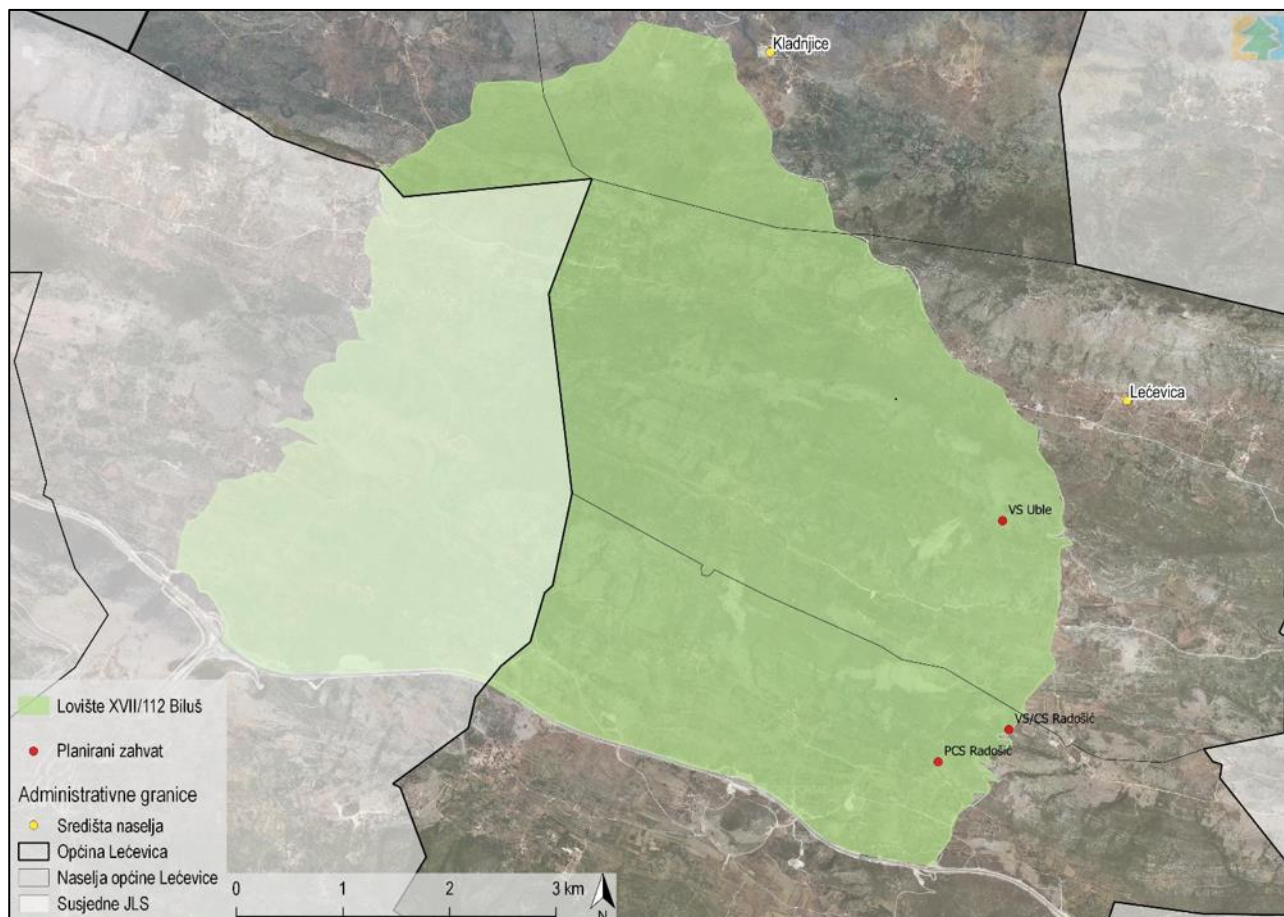 Kladnjice
Lećevica
VS Uble
VS/CS Radošić
PCS Radošić
Lovište XVII/112 Biluš
Planirani zahvat
Administrativne granice
Središta naselja
Općina Lećevica
Naselja općine Lećevice
Susjedne JLS
0 1 2 3 km
N